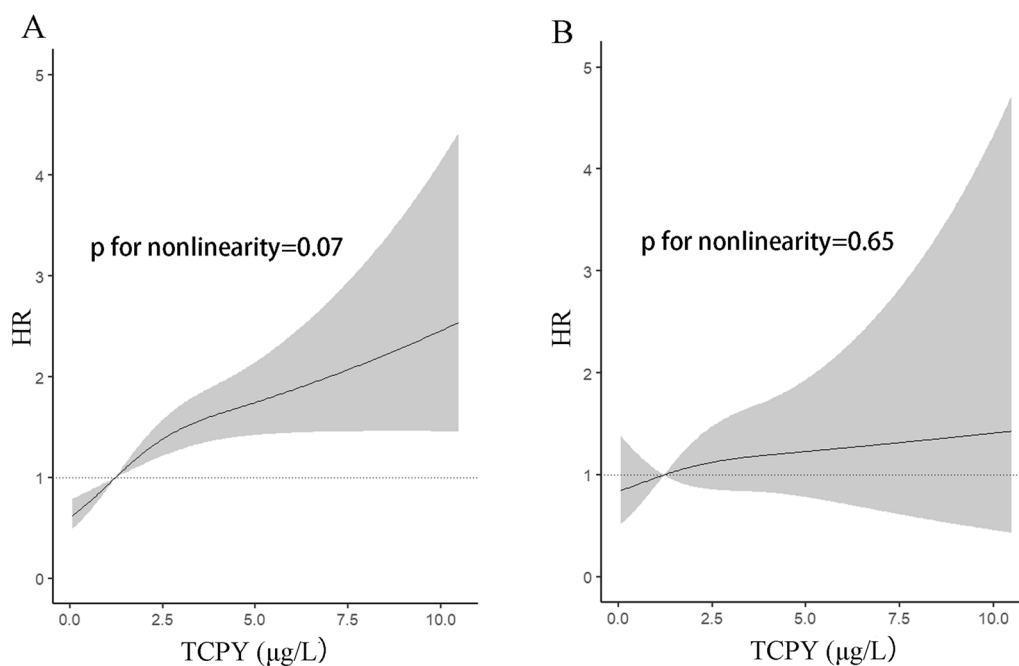 A
5
4
3
2
1
0
HR
p for nonlinearity=0.07
0.0 2.5 5.0 7.5 10.0
TCPY (μg/L)
B
5
4
3
2
1
0
HR
p for nonlinearity=0.65
0.0 2.5 5.0 7.5 10.0
TCPY (μg/L)